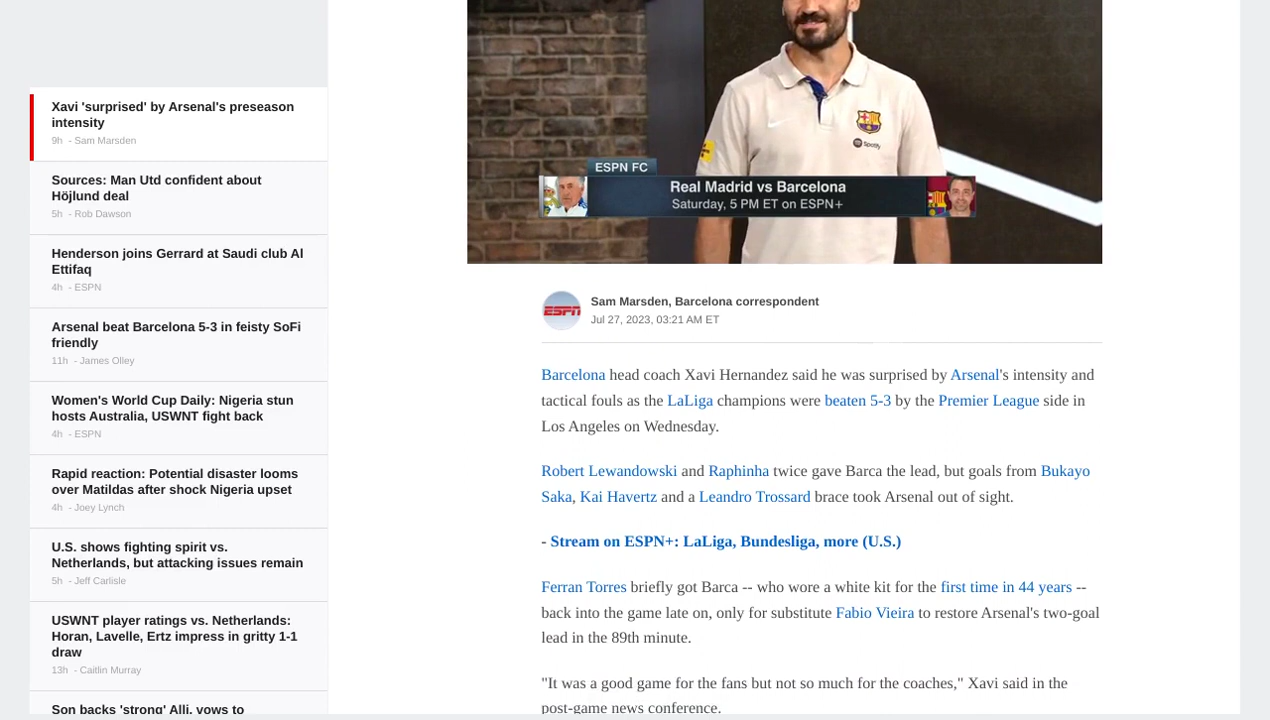 Xavi 'surprised' by Arsenal's preseason
intensity
9h - Sam Marsden
Sources: Man Utd confident about
Höjlund deal
5h - Rob Dawson
Henderson joins Gerrard at Saudi club Al
Ettifaq
4h - ESPN
Arsenal beat Barcelona 5-3 in feisty SoFi
friendly
11h - James Olley
Women's World Cup Daily: Nigeria stun
hosts Australia, USWNT fight back
4h - ESPN
Rapid reaction: Potential disaster looms
over Matildas after shock Nigeria upset
4h - Joey Lynch
U.S. shows fighting spirit vs.
Netherlands, but attacking issues remain
5h - Jeff Carlisle
USWNT player ratings vs. Netherlands:
Horan, Lavelle, Ertz impress in gritty 1-1
draw
13h - Caitlin Murray
Son backs 'strong' Alli, vows to
Spotify
ESPN FC
Real Madrid vs Barcelona
Saturday, 5 PM ET on ESPN+
ESPN
Sam Marsden, Barcelona correspondent
Jul 27, 2023, 03:21 AM ET
Barcelona head coach Xavi Hernandez said he was surprised by Arsenal's intensity and
tactical fouls as the LaLiga champions were beaten 5-3 by the Premier League side in
Los Angeles on Wednesday.
Robert Lewandowski and Raphinha twice gave Barca the lead, but goals from Bukayo
Saka, Kai Havertz and a Leandro Trossard brace took Arsenal out of sight.
- Stream on ESPN+: LaLiga, Bundesliga, more (U.S.)
Ferran Torres briefly got Barca -- who wore a white kit for the first time in 44 years --
back into the game late on, only for substitute Fabio Vieira to restore Arsenal's two-goal
lead in the 89th minute.
"It was a good game for the fans but not so much for the coaches," Xavi said in the
post-game news conference.